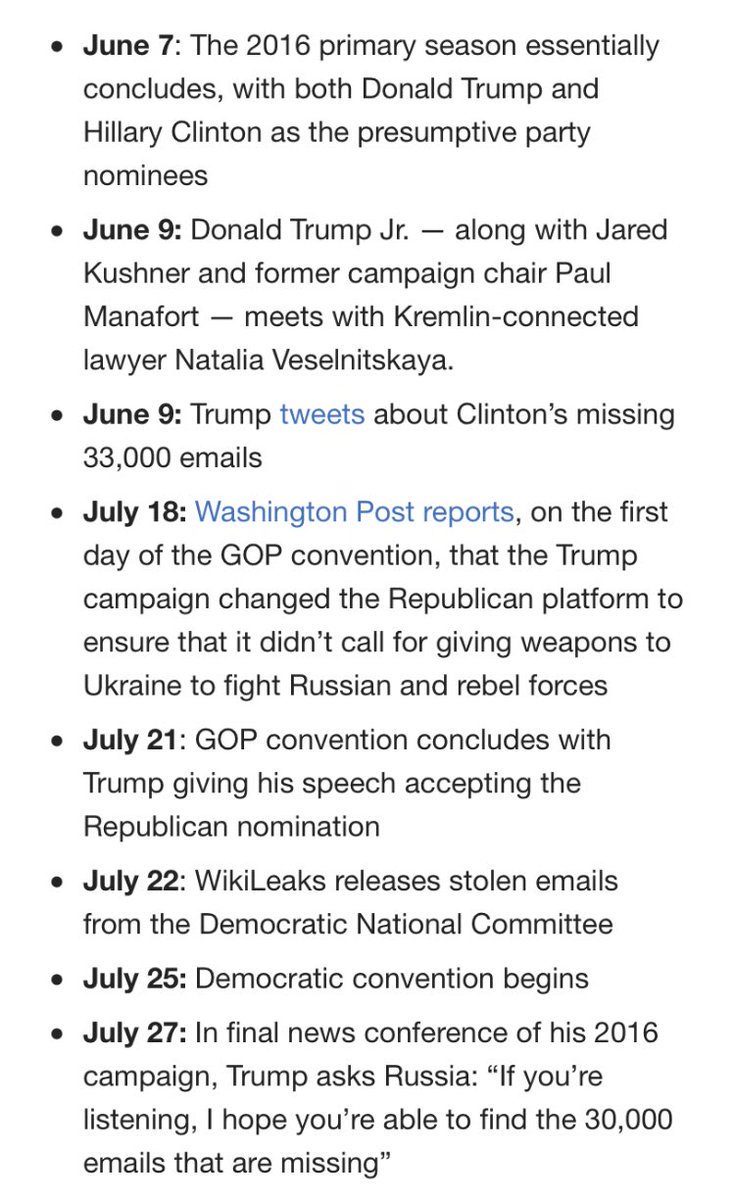 • June 7: The 2016 primary season essentially
concludes, with both Donald Trump and
Hillary Clinton as the presumptive party
nominees
• June 9: Donald Trump Jr. — along with Jared
Kushner and former campaign chair Paul
Manafort — meets with Kremlin-connected
lawyer Natalia Veselnitskaya.
• June 9: Trump tweets about Clinton’s missing
33,000 emails
• July 18: Washington Post reports, on the first
day of the GOP convention, that the Trump
campaign changed the Republican platform to
ensure that it didn’t call for giving weapons to
Ukraine to fight Russian and rebel forces
• July 21: GOP convention concludes with
Trump giving his speech accepting the
Republican nomination
• July 22: WikiLeaks releases stolen emails
from the Democratic National Committee
• July 25: Democratic convention begins
• July 27: In final news conference of his 2016
campaign, Trump asks Russia: “If you’re
listening, I hope you’re able to find the 30,000
emails that are missing”